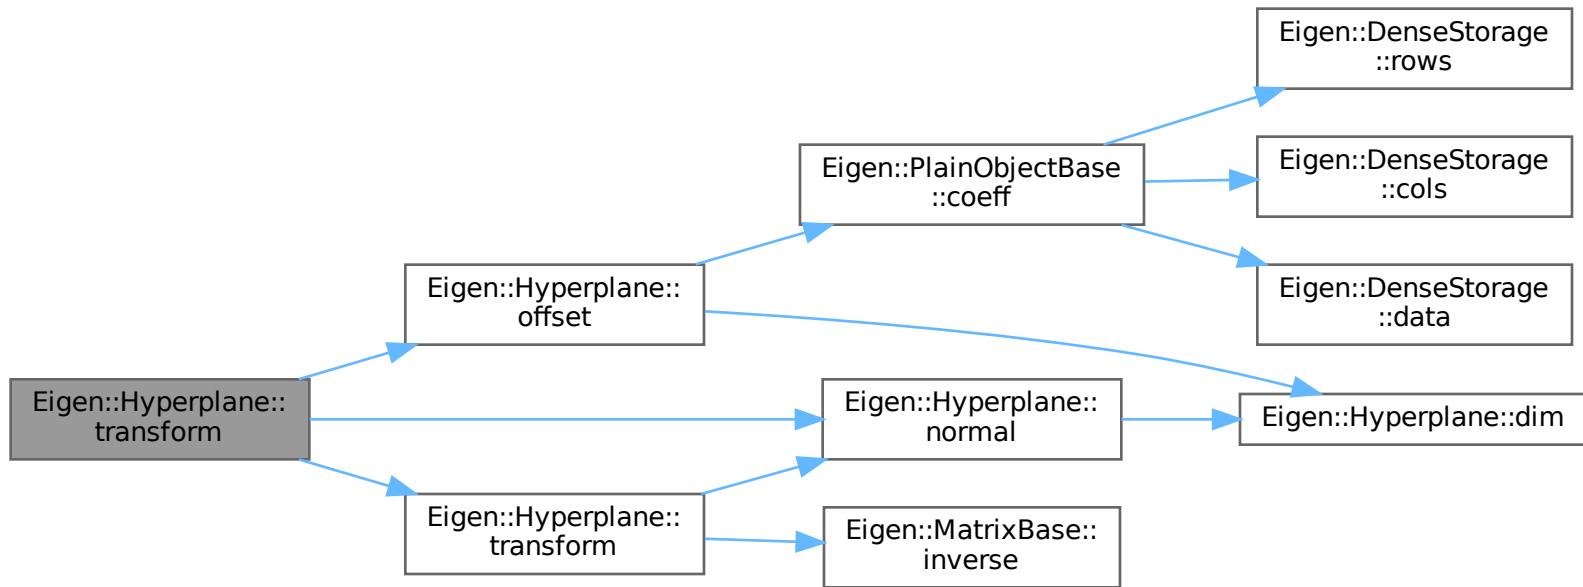 Eigen::DenseStorage
::rows
Eigen::PlainObjectBase
::coeff
Eigen::DenseStorage
::cols
Eigen::Hyperplane::
offset
Eigen::DenseStorage
::data
Eigen::Hyperplane::
transform
Eigen::Hyperplane::
normal
Eigen::Hyperplane::dim
Eigen::Hyperplane::
transform
Eigen::MatrixBase::
inverse